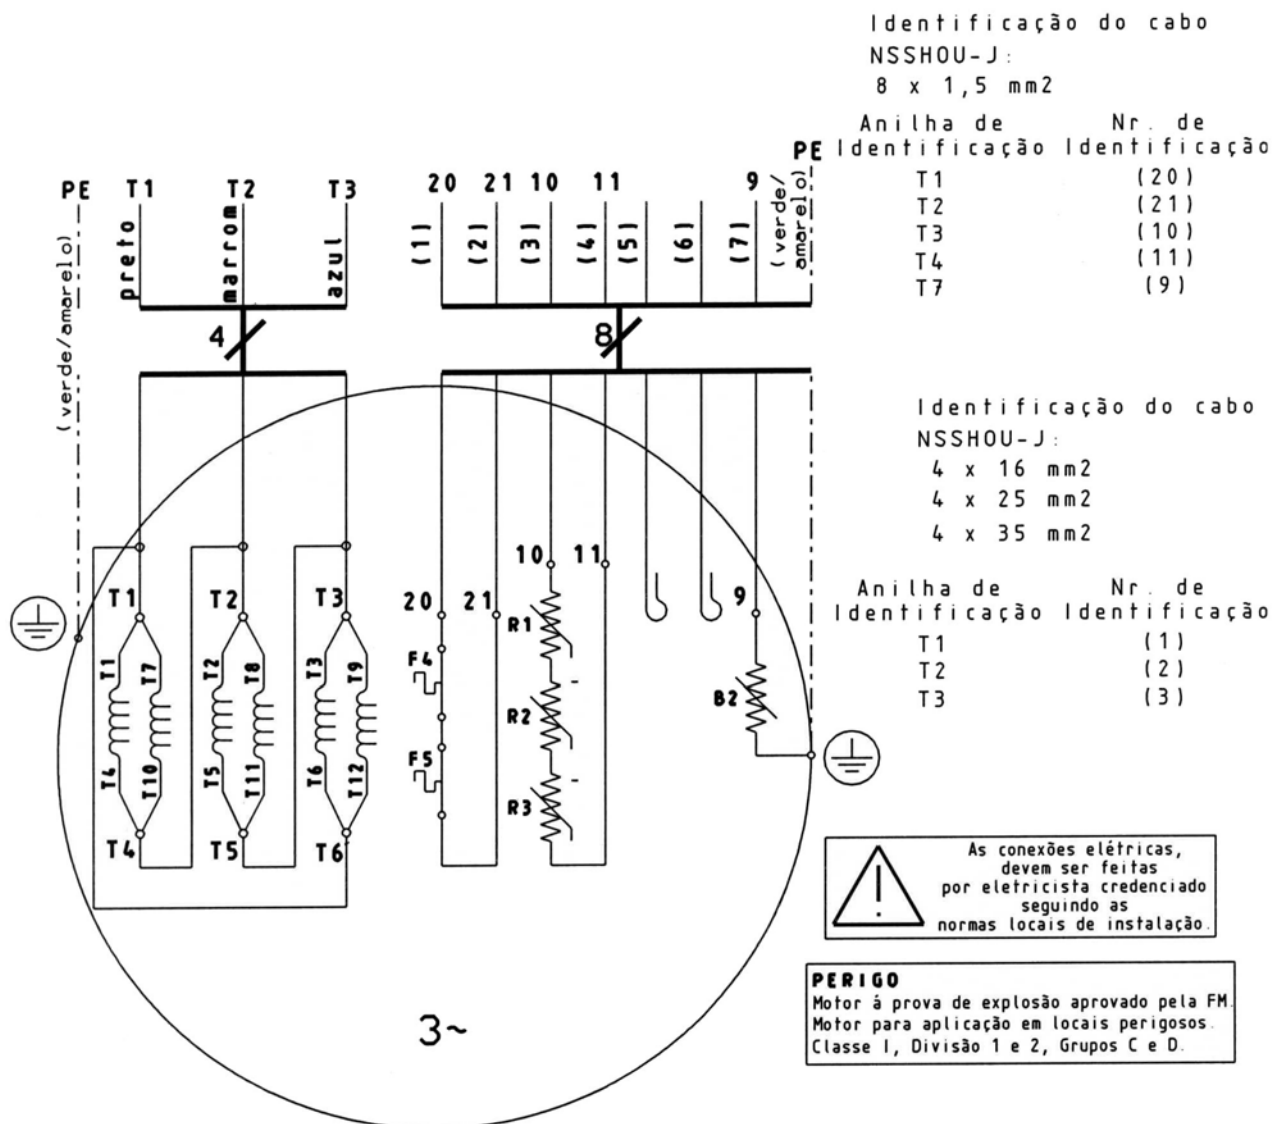 Identificação do cabo
NSSHOU-J:
8 x 1,5 mm2
Anilha de Identificação Nr. de Identificação
T1 (20)
T2 (21)
T3 (10)
T4 (11)
T7 (9)
PE T1 T2 T3
20 21 10 11 9 PE
(verde/amarelo) preto marrom azul
(1) (2) (3) (4) (5) (6) (7) (verde/amarelo)
4
8
Identificação do cabo
NSSHOU-J:
4 x 16 mm2
4 x 25 mm2
4 x 35 mm2
Anilha de Identificação Nr. de Identificação
T1 (1)
T2 (2)
T3 (3)
10 11
T1 T2 T3
20 21 9
R1
T1 T7 T2 T8 T3 T9
F4
R2
B2
F5
T4 T10 T5 T11 T6 T12
R3
T4 T5 T6
As conexões elétricas,
devem ser feitas
por eletricista credenciado
seguindo as
normas locais de instalação.
PERIGO
Motor á prova de explosão aprovado pela FM.
Motor para aplicação em locais perigosos.
Classe I, Divisão 1 e 2, Grupos C e D.
3~